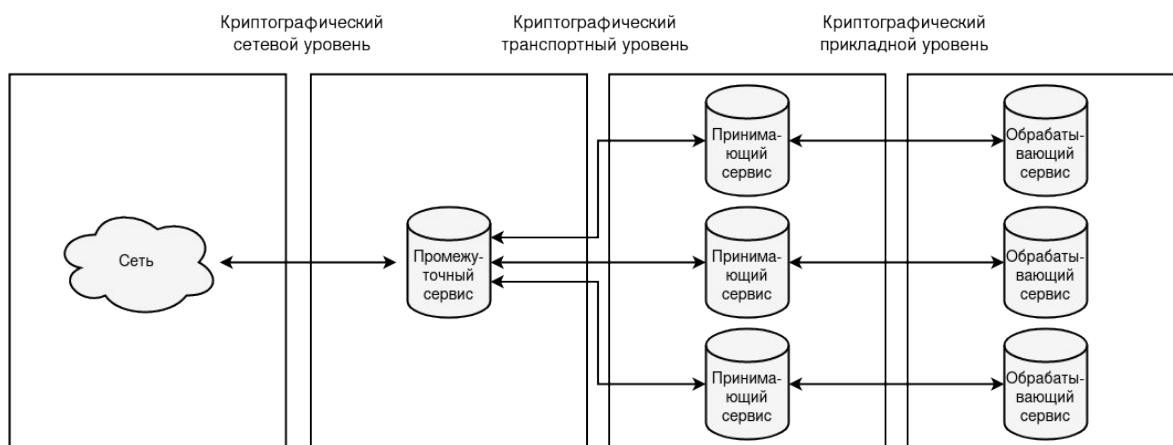 Криптографический
сетевой уровень
Криптографический
транспортный уровень
Криптографический
прикладной уровень
Принима-
ющий
сервис
Обрабаты-
вающий
сервис
Сеть
Промежу-
точный
сервис
Принима-
ющий
сервис
Обрабаты-
вающий
сервис
Принима-
ющий
сервис
Обрабаты-
вающий
сервис